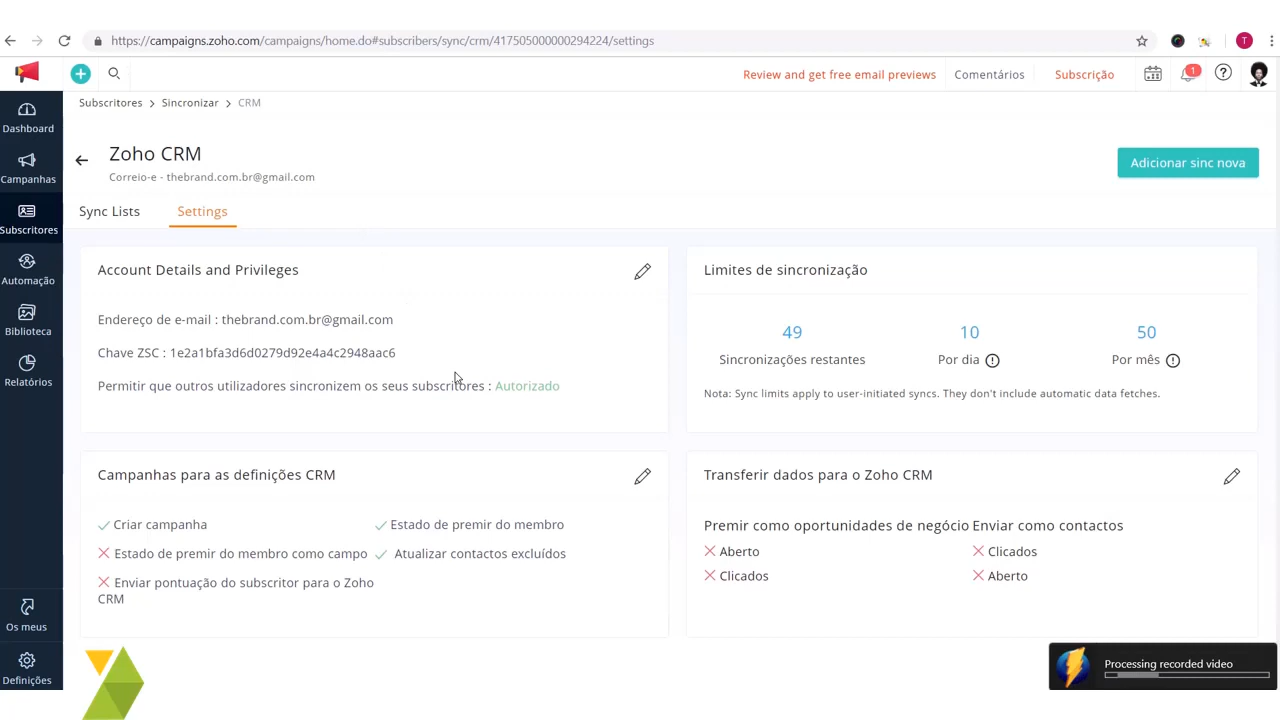 https://campaigns.zoho.com/campaigns/home.do#subscribers/sync/crm/417505000000294224/settings
T
Review and get free email previews
Comentários
Subscrição
1
Subscritores > Sincronizar > CRM
Dashboard
Campanhas
Subscritores
Automação
Biblioteca
Relatórios
Os meus
Definições
Zoho CRM
Correio-e - thebrand.com.br@gmail.com
Adicionar sinc nova
Sync Lists
Settings
Account Details and Privileges
Endereço de e-mail : thebrand.com.br@gmail.com
Chave ZSC : 1e2a1bfa3d6d0279d92e4a4c2948aac6
Permitir que outros utilizadores sincronizem os seus subscritores : Autorizado
Limites de sincronização
49
Sincronizações restantes
10
Por dia
50
Por mês
Nota: Sync limits apply to user-initiated syncs. They don't include automatic data fetches.
Campanhas para as definições CRM
Criar campanha
Estado de premir do membro
Estado de premir do membro como campo
Atualizar contactos excluídos
Enviar pontuação do subscritor para o Zoho
CRM
Transferir dados para o Zoho CRM
Premir como oportunidades de negócio
Enviar como contactos
Aberto
Clicados
Clicados
Aberto
Processing recorded video